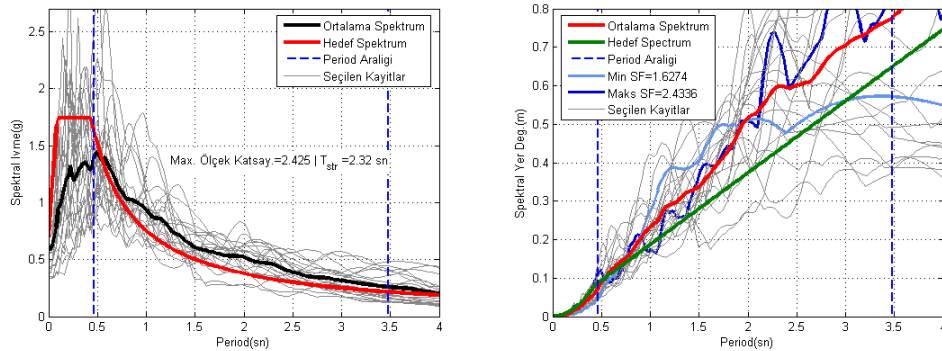 2.5
2
1.5
1
0.5
0
Spektral Ivme(g)
Ortalama Spektrum
Hedef Spektrum
Period Araligi
Seçilen Kayitlar
Max. Ölçek Katsay.=2.425 | Tstr =2.32 sn
0 0.5 1 1.5 2 2.5 3 3.5 4
Period(sn)
0.8
0.7
0.6
0.5
0.4
0.3
0.2
0.1
0
Spektral Yer Deg.(m)
Ortalama Spektrum
Hedef Spectrum
Period Araligi
Min SF=1.6274
Maks SF=2.4336
Seçilen Kayitlar
0 0.5 1 1.5 2 2.5 3 3.5 4
Period(sn)